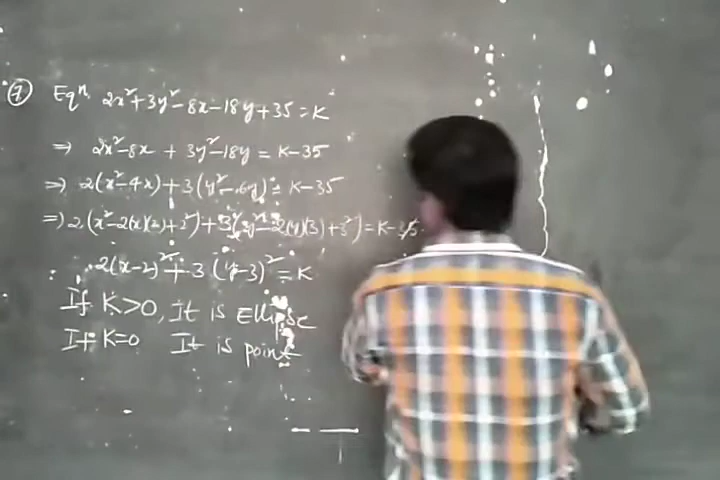 ⑦ Eqⁿ 2x²+3y²-8x-18y+35=K
⇒ 2x²-8x + 3y²-18y = K-35
⇒ 2(x²-4x)+3(y²-6y) = K-35
⇒ 2(x²-2(x)(2)+2²)+3(y²-2(y)(3)+3²)=K-35
2(x-2)²+3(y-3)²=K
If K>0, It is Ellipse
If K=0 It is point